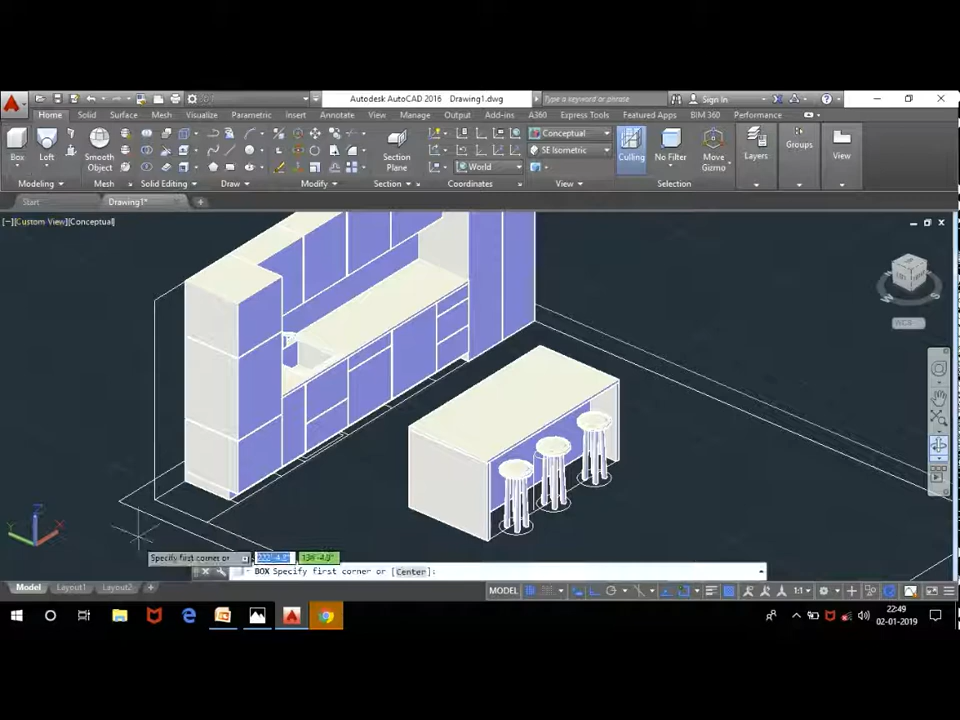 Autodesk AutoCAD 2016 Drawing1.dwg
Type a keyword or phrase
Sign In
Home Solid Surface Mesh Visualize Parametric Insert Annotate View Manage Output Add-ins A360 Express Tools Featured Apps BIM 360 Performance
Conceptual
SE Isometric
World
Box Loft
Smooth
Object
Section
Plane
Culling No Filter
Move
Gizmo
Layers
Groups
View
Modeling Mesh Solid Editing Draw Modify Section Coordinates View Selection
Start Drawing1*
[−][Custom View][Conceptual]
Z
Y
X
Specify first corner or
BOX Specify first corner or [Center]:
Model Layout1 Layout2
MODEL
1:1
22:49
02-01-2019